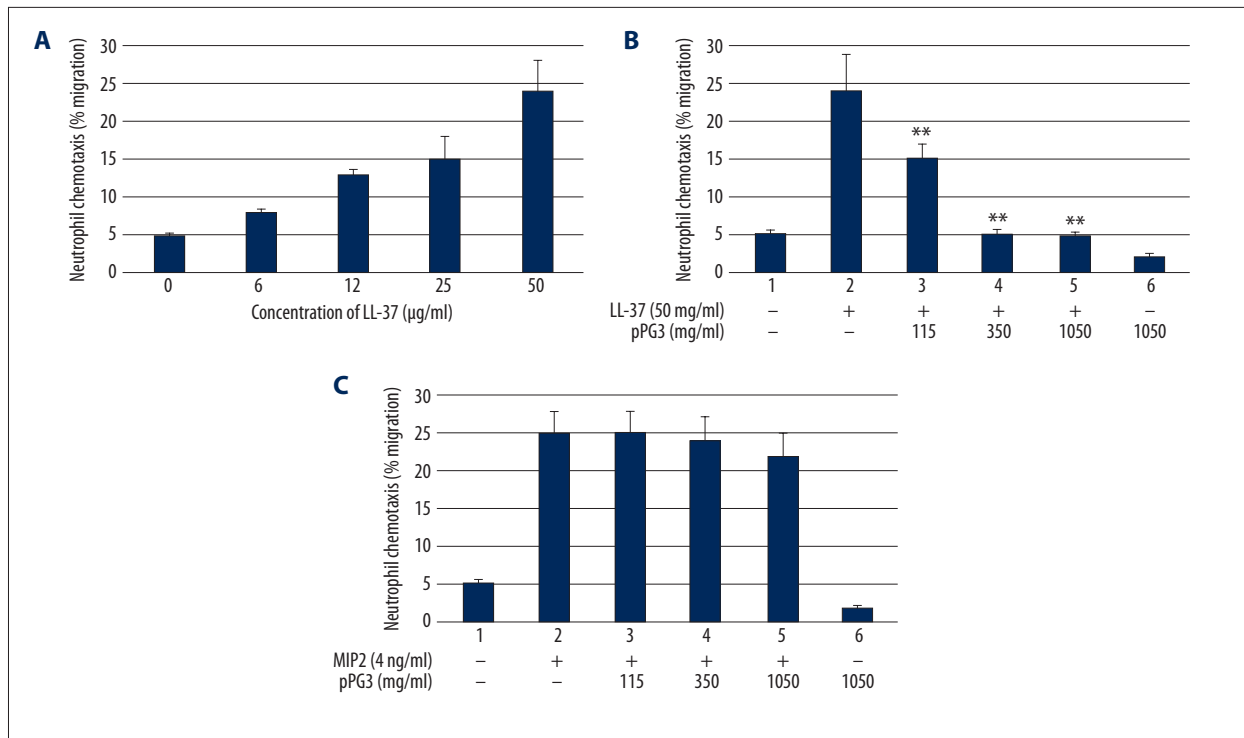 A
Neutrophil chemotaxis (% migration)
30
25
20
15
10
5
0
0 6 12 25 50
Concentration of LL-37 (µg/ml)
B
Neutrophil chemotaxis (% migration)
30
25
20
15
10
5
0
**
** **
1 2 3 4 5 6
LL-37 (50 mg/ml) – + + + + –
pPG3 (mg/ml) – – 115 350 1050 1050
C
Neutrophil chemotaxis (% migration)
30
25
20
15
10
5
0
1 2 3 4 5 6
MIP2 (4 ng/ml) – + + + + –
pPG3 (mg/ml) – – 115 350 1050 1050